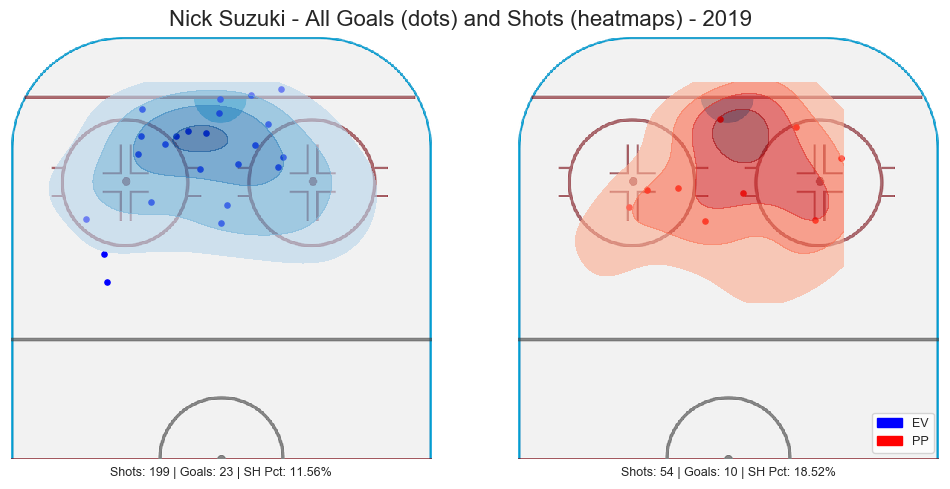 Nick Suzuki - All Goals (dots) and Shots (heatmaps) - 2019
EV
PP
Shots: 199 | Goals: 23 | SH Pct: 11.56%
Shots: 54 | Goals: 10 | SH Pct: 18.52%